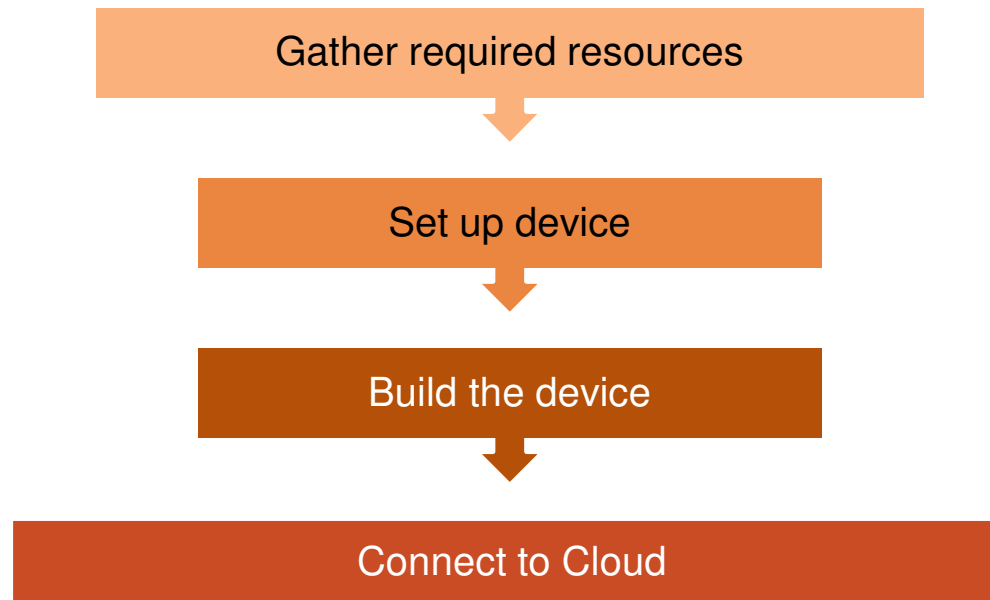 Gather required resources
Set up device
Build the device
Connect to Cloud